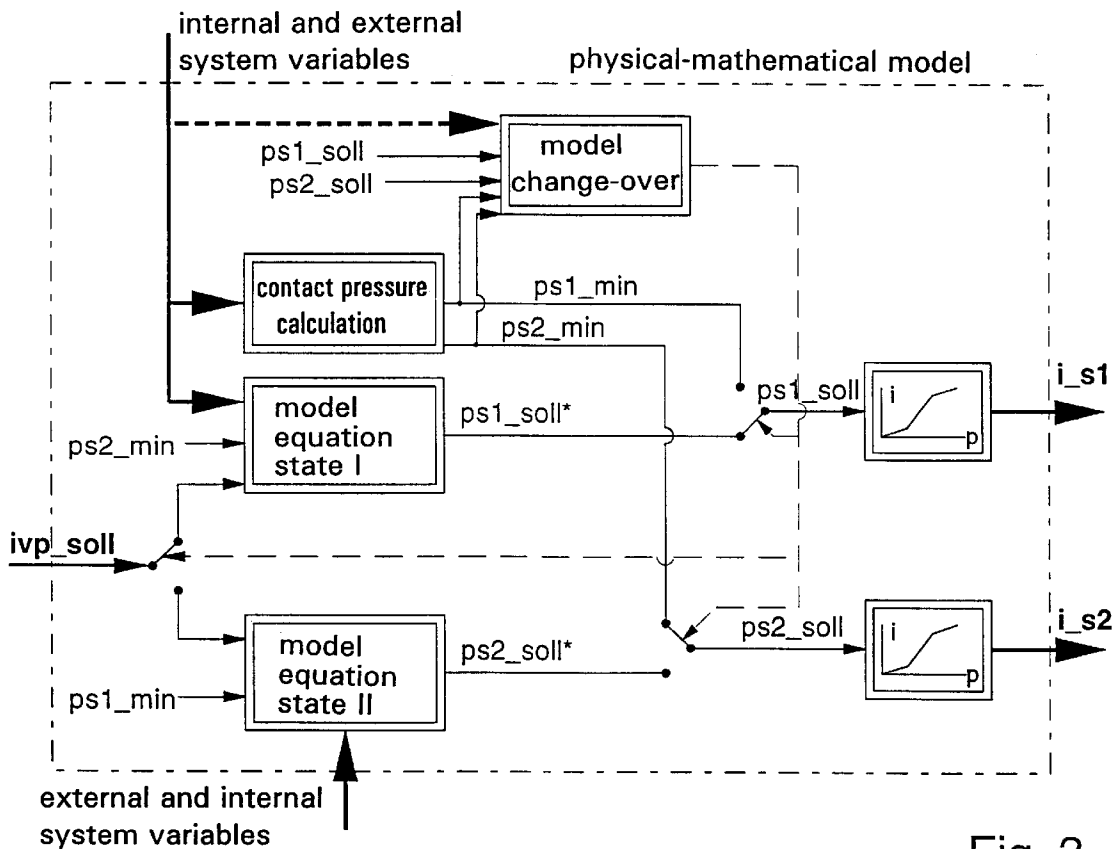 internal and external
system variables
physical-mathematical model
model
change-over
ps1_soll
ps2_soll
contact pressure
calculation
ps1_min
ps2_min
model
equation
state I
ps2_min
ps1_soll*
ps1_soll
i
p
i_s1
ivp_soll
model
equation
state II
ps1_min
ps2_soll*
ps2_soll
i
p
i_s2
external and internal
system variables